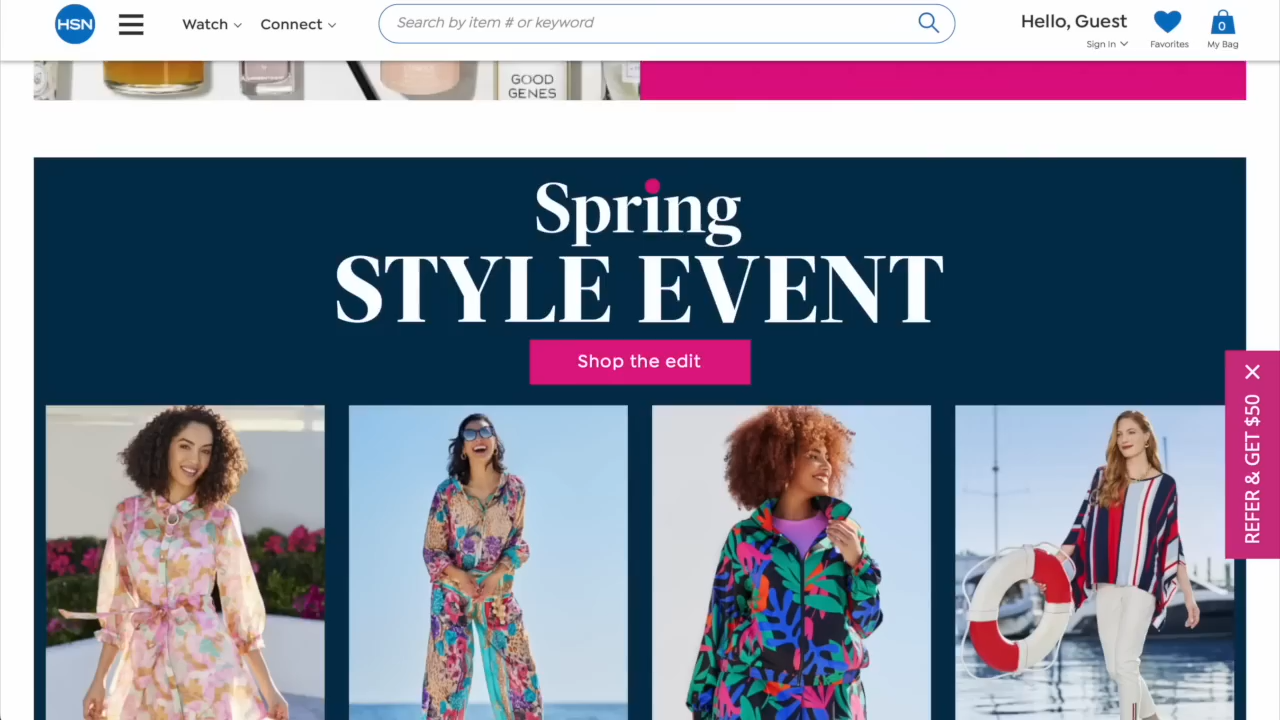 HSN
Watch
Connect
Search by item # or keyword
Hello, Guest
Sign In
Favorites
0
My Bag
GOOD
GENES
Spring
STYLE EVENT
Shop the edit
REFER & GET $50